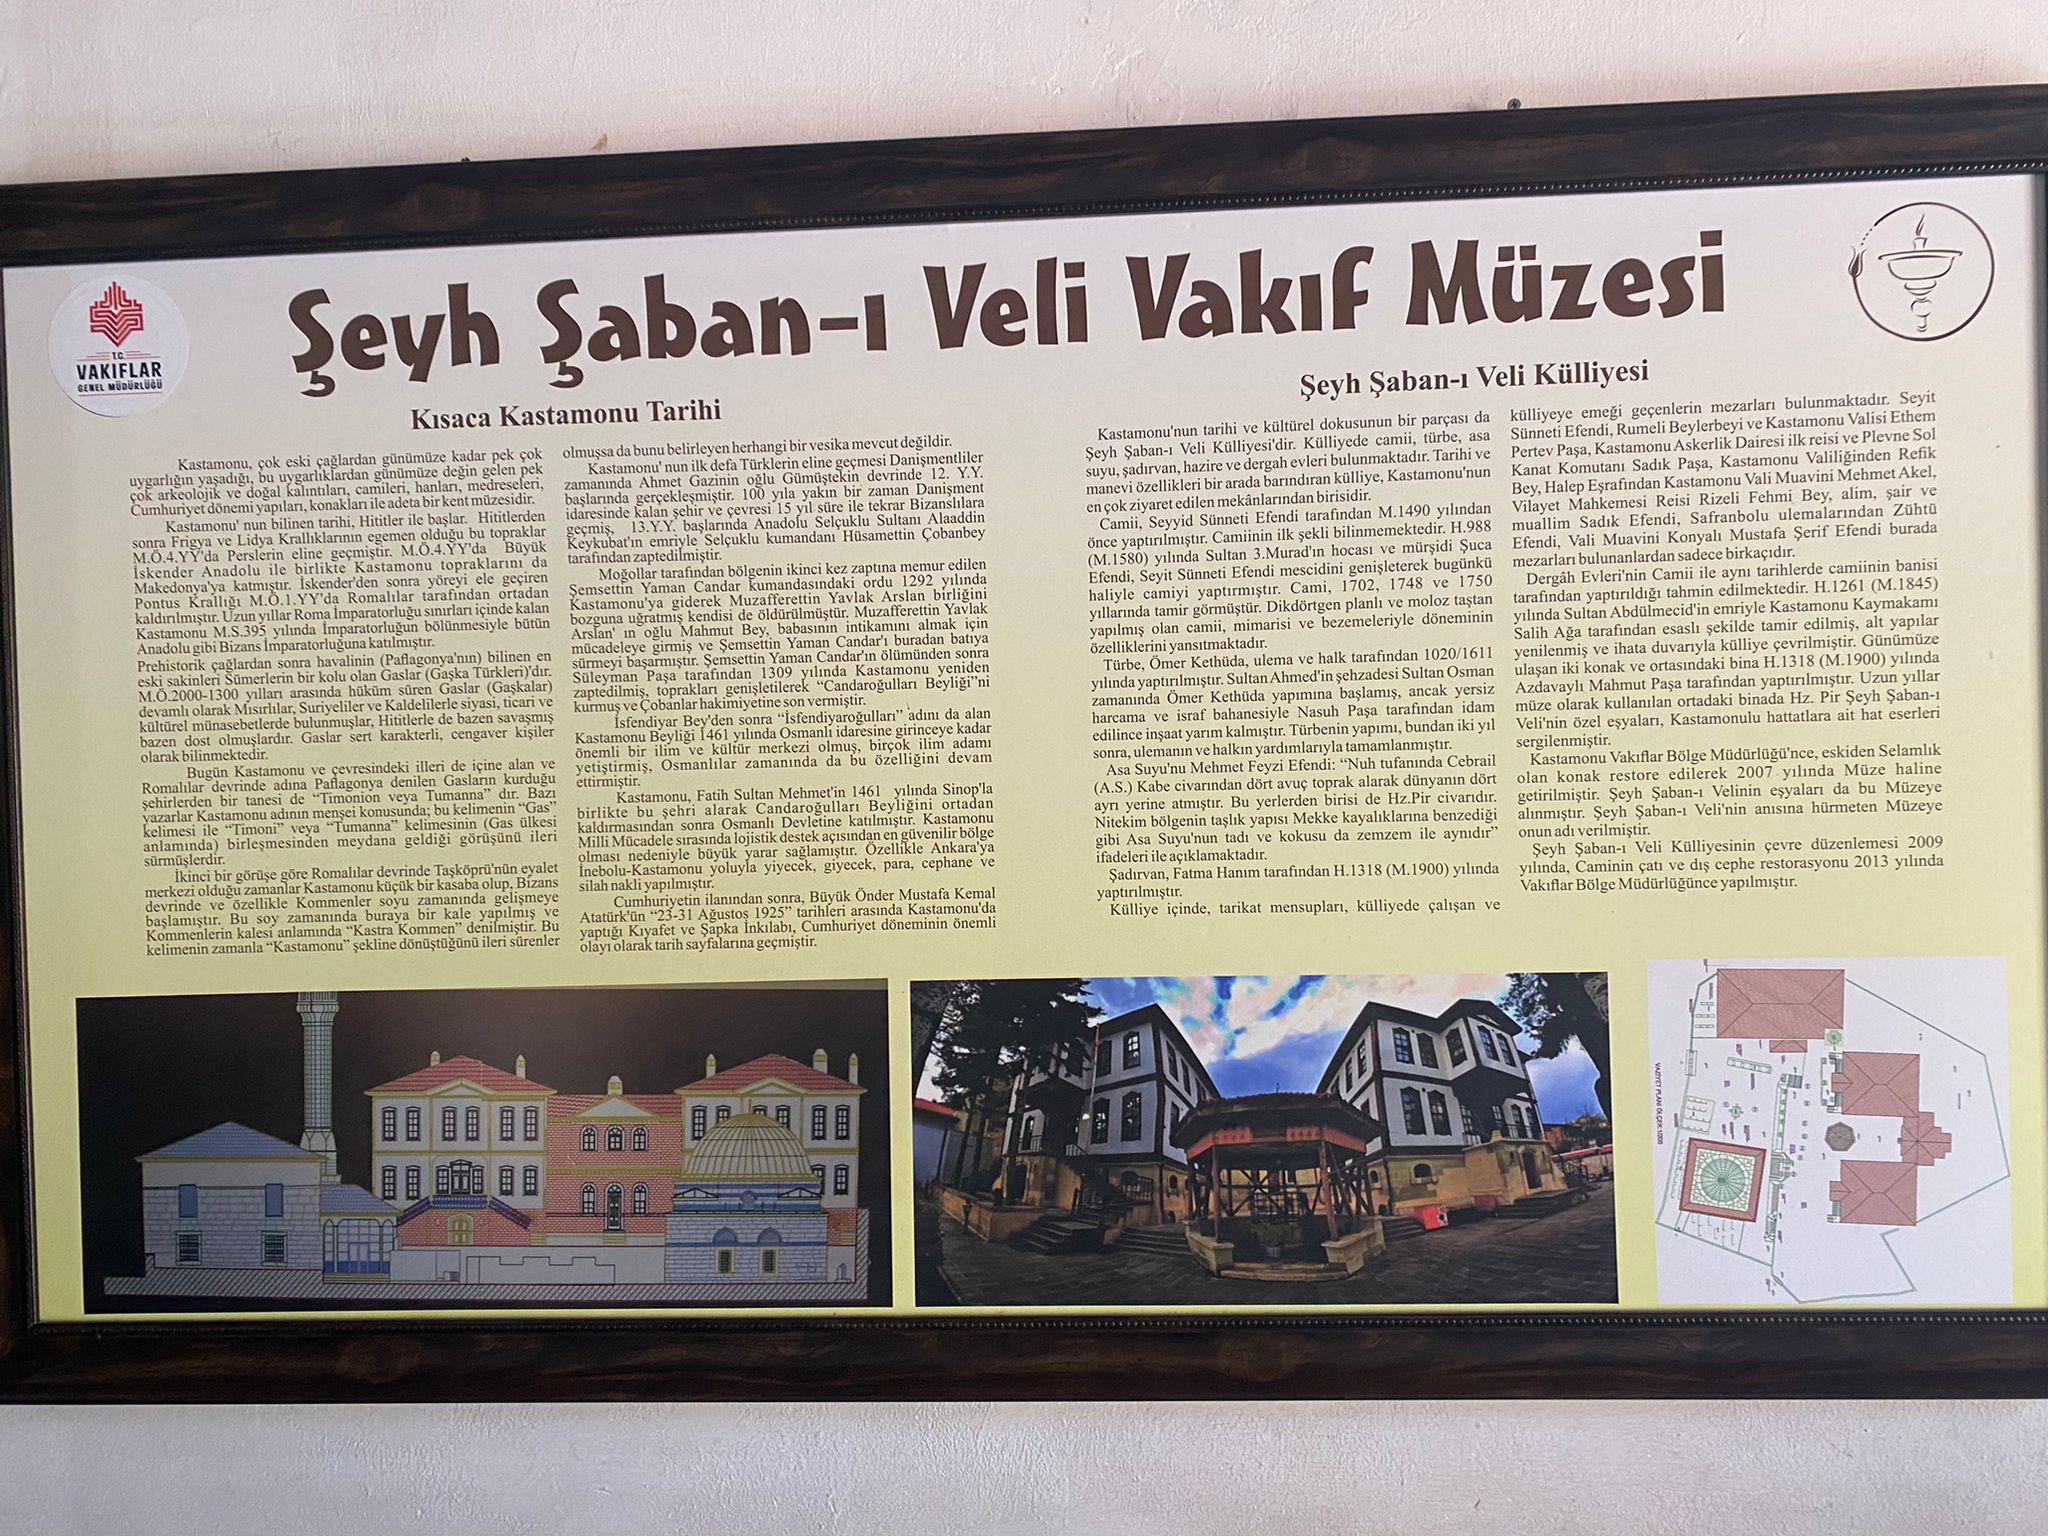 T.C.
VAKIFLAR
GENEL MÜDÜRLÜĞÜ
Şeyh Şaban-ı Veli Vakıf Müzesi
Kısaca Kastamonu Tarihi
Kastamonu, çok eski çağlardan günümüze kadar pek çok
uygarlığın yaşadığı, bu uygarlıklardan günümüze değin gelen pek
çok arkeolojik ve doğal kalıntıları, camileri, hanları, medreseleri,
Cumhuriyet dönemi yapıları, konakları ile adeta bir kent müzesidir.
Kastamonu' nun bilinen tarihi, Hititler ile başlar. Hititlerden
sonra Frigya ve Lidya Krallıklarının egemen olduğu bu topraklar
M.Ö.4.YY'da Perslerin eline geçmiştir. M.Ö.4.YY'da Büyük
İskender Anadolu ile birlikte Kastamonu topraklarını da
Makedonya'ya katmıştır. İskender'den sonra yöreyi ele geçiren
Pontus Krallığı M.Ö.1.YY'da Romalılar tarafından ortadan
kaldırılmıştır. Uzun yıllar Roma İmparatorluğu sınırları içinde kalan
Kastamonu M.S.395 yılında İmparatorluğun bölünmesiyle bütün
Anadolu gibi Bizans İmparatorluğuna katılmıştır.
Prehistorik çağlardan sonra havalinin (Paflagonya'nın) bilinen en
eski sakinleri Sümerlerin bir kolu olan Gaslar (Gaşka Türkleri)'dır.
M.Ö.2000-1300 yılları arasında hüküm süren Gaslar (Gaşkalar)
devamlı olarak Mısırlılar, Suriyeliler ve Kaldelilerle siyasi, ticari ve
kültürel münasebetlerde bulunmuşlar, Hititlerle de bazen savaşmış
bazen dost olmuşlardır. Gaslar sert karakterli, cengaver kişiler
olarak bilinmektedir.
Bugün Kastamonu ve çevresindeki illeri de içine alan ve
Romalılar devrinde adına Paflagonya denilen Gasların kurduğu
şehirlerden bir tanesi de “Timonion veya Tumanna” dır. Bazı
yazarlar Kastamonu adının menşei konusunda; bu kelimenin “Gas”
kelimesi ile “Timoni” veya “Tumanna” kelimesinin (Gas ülkesi
anlamında) birleşmesinden meydana geldiği görüşünü ileri
sürmüşlerdir.
İkinci bir görüşe göre Romalılar devrinde Taşköprü'nün eyalet
merkezi olduğu zamanlar Kastamonu küçük bir kasaba olup, Bizans
devrinde ve özellikle Kommenler soyu zamanında gelişmeye
başlamıştır. Bu soy zamanında buraya bir kale yapılmış ve
Kommenlerin kalesi anlamında “Kastra Kommen” denilmiştir. Bu
kelimenin zamanla “Kastamonu” şekline dönüştüğünü ileri sürenler
olmuşsa da bunu belirleyen herhangi bir vesika mevcut değildir.
Kastamonu' nun ilk defa Türklerin eline geçmesi Danişmentliler
zamanında Ahmet Gazinin oğlu Gümüştekin devrinde 12. Y.Y.
başlarında gerçekleşmiştir. 100 yıla yakın bir zaman Danişment
idaresinde kalan şehir ve çevresi 15 yıl süre ile tekrar Bizanslılara
geçmiş, 13.Y.Y. başlarında Anadolu Selçuklu Sultanı Alaaddin
Keykubat'ın emriyle Selçuklu kumandanı Hüsamettin Çobanbey
tarafından zaptedilmiştir.
Moğollar tarafından bölgenin ikinci kez zaptına memur edilen
Şemsettin Yaman Candar kumandasındaki ordu 1292 yılında
Kastamonu'ya giderek Muzafferettin Yavlak Arslan birliğini
bozguna uğratmış kendisi de öldürülmüştür. Muzafferettin Yavlak
Arslan' ın oğlu Mahmut Bey, babasının intikamını almak için
mücadeleye girmiş ve Şemsettin Yaman Candar'ı buradan batıya
sürmeyi başarmıştır. Şemsettin Yaman Candar'ın ölümünden sonra
Süleyman Paşa tarafından 1309 yılında Kastamonu yeniden
zaptedilmiş, toprakları genişletilerek “Candaroğulları Beyliği”ni
kurmuş ve Çobanlar hakimiyetine son vermiştir.
İsfendiyar Bey'den sonra “İsfendiyaroğulları” adını da alan
Kastamonu Beyliği 1461 yılında Osmanlı idaresine girinceye kadar
önemli bir ilim ve kültür merkezi olmuş, birçok ilim adamı
yetiştirmiş, Osmanlılar zamanında da bu özelliğini devam
ettirmiştir.
Kastamonu, Fatih Sultan Mehmet'in 1461 yılında Sinop'la
birlikte bu şehri alarak Candaroğulları Beyliğini ortadan
kaldırmasından sonra Osmanlı Devletine katılmıştır. Kastamonu
Milli Mücadele sırasında lojistik destek açısından en güvenilir bölge
olması nedeniyle büyük yarar sağlamıştır. Özellikle Ankara'ya
İnebolu-Kastamonu yoluyla yiyecek, giyecek, para, cephane ve
silah nakli yapılmıştır.
Cumhuriyetin ilanından sonra, Büyük Önder Mustafa Kemal
Atatürk'ün “23-31 Ağustos 1925” tarihleri arasında Kastamonu'da
yaptığı Kıyafet ve Şapka İnkılabı, Cumhuriyet döneminin önemli
olayı olarak tarih sayfalarına geçmiştir.
Şeyh Şaban-ı Veli Külliyesi
Kastamonu'nun tarihi ve kültürel dokusunun bir parçası da
Şeyh Şaban-ı Veli Külliyesi'dir. Külliyede camii, türbe, asa
suyu, şadırvan, hazire ve dergah evleri bulunmaktadır. Tarihi ve
manevi özellikleri bir arada barındıran külliye, Kastamonu'nun
en çok ziyaret edilen mekânlarından birisidir.
Camii, Seyyid Sünneti Efendi tarafından M.1490 yılından
önce yaptırılmıştır. Camiinin ilk şekli bilinmemektedir. H.988
(M.1580) yılında Sultan 3.Murad'ın hocası ve mürşidi Şuca
Efendi, Seyit Sünneti Efendi mescidini genişleterek bugünkü
haliyle camiyi yaptırmıştır. Cami, 1702, 1748 ve 1750
yıllarında tamir görmüştür. Dikdörtgen planlı ve moloz taştan
yapılmış olan camii, mimarisi ve bezemeleriyle döneminin
özelliklerini yansıtmaktadır.
Türbe, Ömer Kethüda, ulema ve halk tarafından 1020/1611
yılında yaptırılmıştır. Sultan Ahmed'in şehzadesi Sultan Osman
zamanında Ömer Kethüda yapımına başlamış, ancak yersiz
harcama ve israf bahanesiyle Nasuh Paşa tarafından idam
edilince inşaat yarım kalmıştır. Türbenin yapımı, bundan iki yıl
sonra, ulemanın ve halkın yardımlarıyla tamamlanmıştır.
Asa Suyu'nu Mehmet Feyzi Efendi: “Nuh tufanında Cebrail
(A.S.) Kabe civarından dört avuç toprak alarak dünyanın dört
ayrı yerine atmıştır. Bu yerlerden birisi de Hz.Pir civarıdır.
Nitekim bölgenin taşlık yapısı Mekke kayalıklarına benzediği
gibi Asa Suyu'nun tadı ve kokusu da zemzem ile aynıdır”
ifadeleri ile açıklamaktadır.
Şadırvan, Fatma Hanım tarafından H.1318 (M.1900) yılında
yaptırılmıştır.
Külliye içinde, tarikat mensupları, külliyede çalışan ve
külliyeye emeği geçenlerin mezarları bulunmaktadır. Seyit
Sünneti Efendi, Rumeli Beylerbeyi ve Kastamonu Valisi Ethem
Pertev Paşa, Kastamonu Askerlik Dairesi ilk reisi ve Plevne Sol
Kanat Komutanı Sadık Paşa, Kastamonu Valiliğinden Refik
Bey, Halep Eşrafından Kastamonu Vali Muavini Mehmet Akel,
Vilayet Mahkemesi Reisi Rizeli Fehmi Bey, alim, şair ve
muallim Sadık Efendi, Safranbolu ulemalarından Zühtü
Efendi, Vali Muavini Konyalı Mustafa Şerif Efendi burada
mezarları bulunanlardan sadece birkaçıdır.
Dergâh Evleri'nin Camii ile aynı tarihlerde camiinin banisi
tarafından yaptırıldığı tahmin edilmektedir. H.1261 (M.1845)
yılında Sultan Abdülmecid'in emriyle Kastamonu Kaymakamı
Salih Ağa tarafından esaslı şekilde tamir edilmiş, alt yapılar
yenilenmiş ve ihata duvarıyla külliye çevrilmiştir. Günümüze
ulaşan iki konak ve ortasındaki bina H.1318 (M.1900) yılında
Azdavaylı Mahmut Paşa tarafından yaptırılmıştır. Uzun yıllar
müze olarak kullanılan ortadaki binada Hz. Pir Şeyh Şaban-ı
Veli'nin özel eşyaları, Kastamonulu hattatlara ait hat eserleri
sergilenmiştir.
Kastamonu Vakıflar Bölge Müdürlüğü'nce, eskiden Selamlık
olan konak restore edilerek 2007 yılında Müze haline
getirilmiştir. Şeyh Şaban-ı Velinin eşyaları da bu Müzeye
alınmıştır. Şeyh Şaban-ı Veli'nin anısına hürmeten Müzeye
onun adı verilmiştir.
Şeyh Şaban-ı Veli Külliyesinin çevre düzenlemesi 2009
yılında, Caminin çatı ve dış cephe restorasyonu 2013 yılında
Vakıflar Bölge Müdürlüğünce yapılmıştır.
VAZİYET PLANI ÖLÇEK:1/200